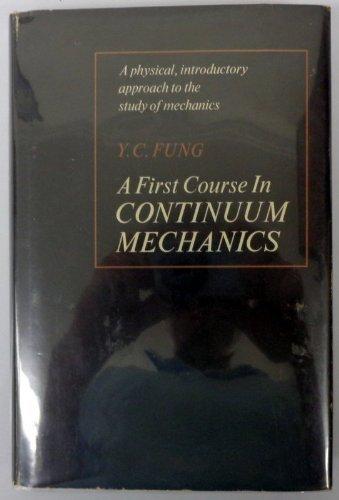 A physical, introductory
approach to the
study of mechanics
Y. C. FUNG
A First Course In
CONTINUUM
MECHANICS